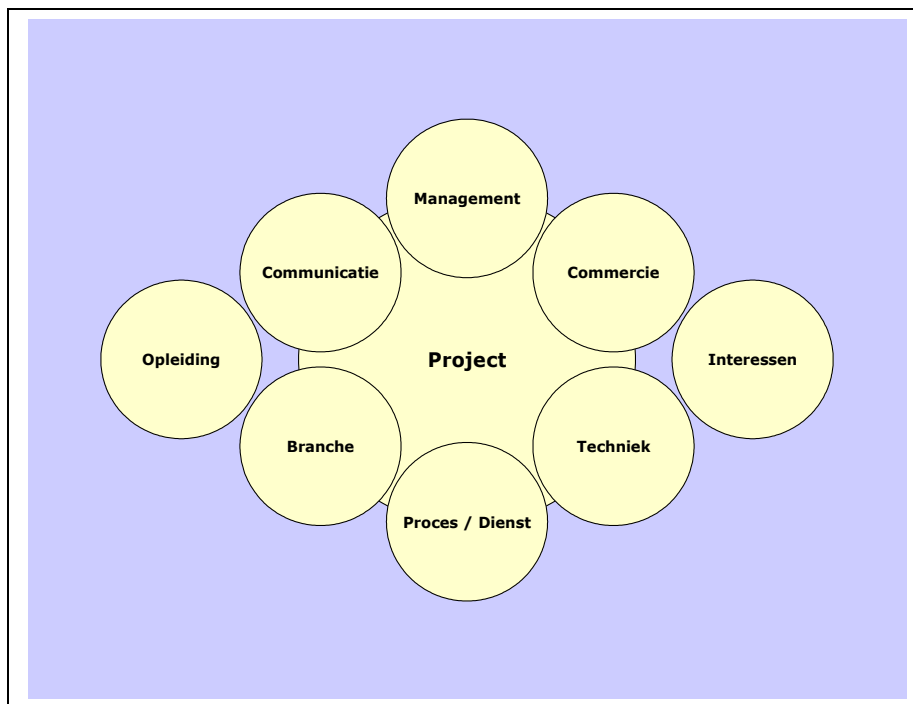 Management
Communicatie
Commercie
Opleiding
Project
Interessen
Branche
Techniek
Proces / Dienst